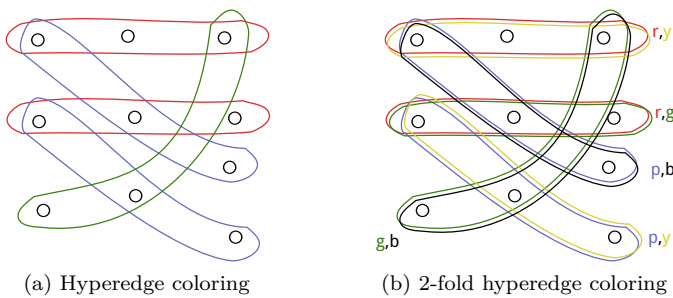 r,y
r,g
p,b
g,b
p,y
(a) Hyperedge coloring
(b) 2-fold hyperedge coloring